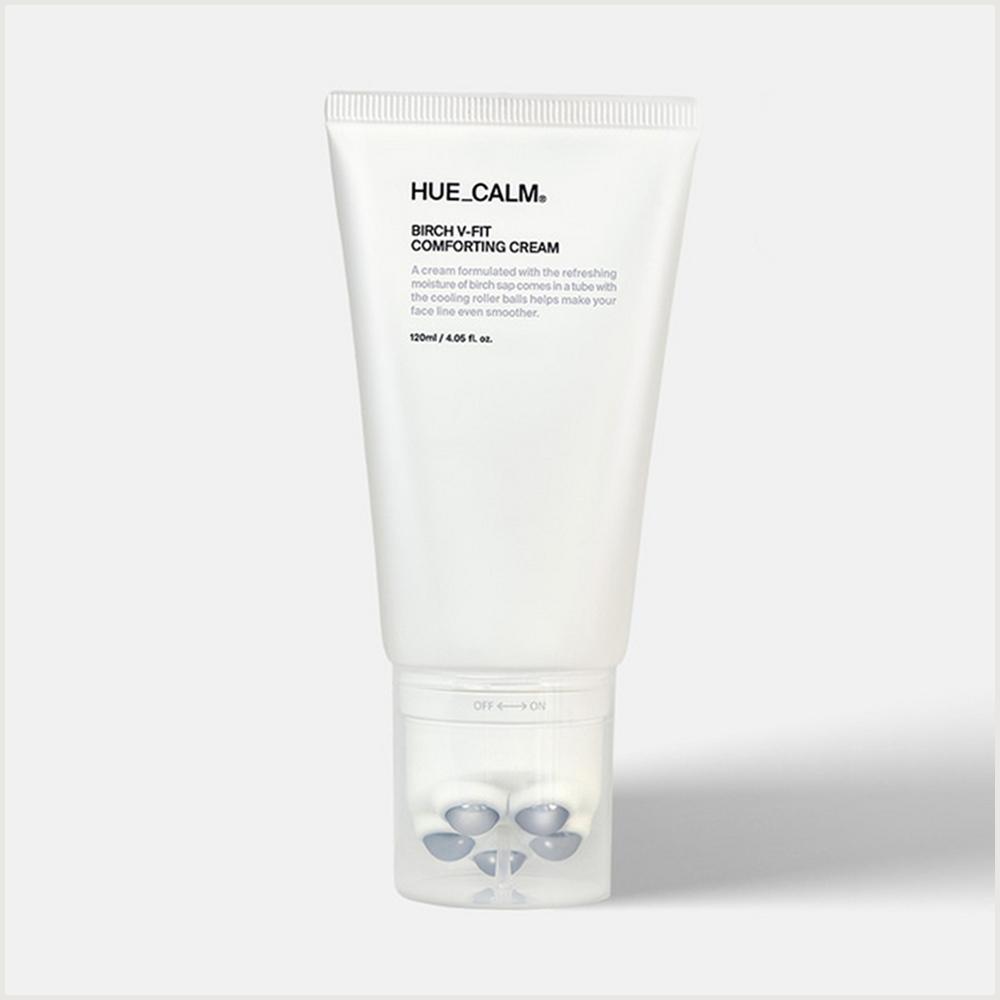 HUE_CALM®
BIRCH V-FIT
COMFORTING CREAM
A cream formulated with the refreshing
moisture of birch sap comes in a tube with
the cooling roller balls helps make your
face line even smoother.
120ml / 4.05 fl. oz.
OFF ⟷ ON